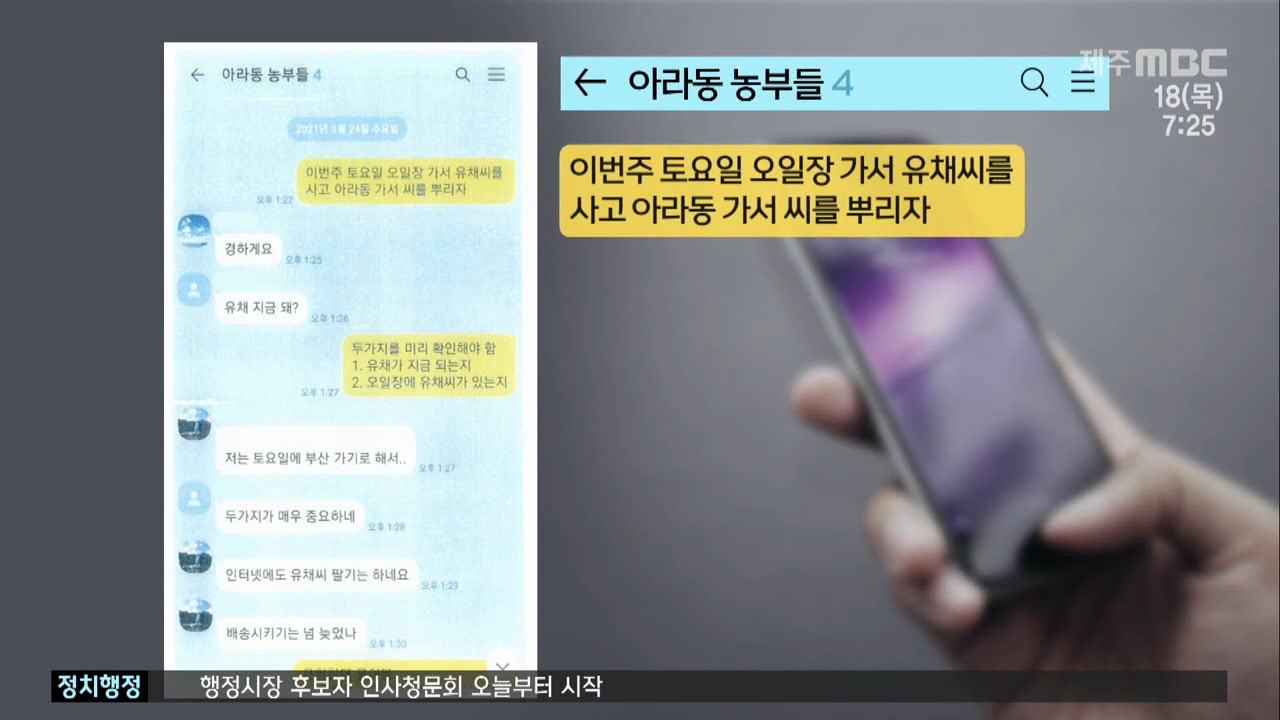 아라동 농부들 4
2021년 3월 24일 수요일
이번주 토요일 오일장 가서 유채씨를
사고 아라동 가서 씨를 뿌리자
오후 1:22
경하게요
오후 1:25
유채 지금 돼?
오후 1:26
두가지를 미리 확인해야 함
1. 유채가 지금 되는지
2. 오일장에 유채씨가 있는지
오후 1:27
저는 토요일에 부산 가기로 해서..
오후 1:27
두가지가 매우 중요하네
오후 1:28
인터넷에도 유채씨 팔기는 하네요
오후 1:29
배송시키기는 넘 늦었나
오후 1:30
아라동 농부들 4
이번주 토요일 오일장 가서 유채씨를
사고 아라동 가서 씨를 뿌리자
제주MBC
18(목)
7:25
정치행정 행정시장 후보자 인사청문회 오늘부터 시작